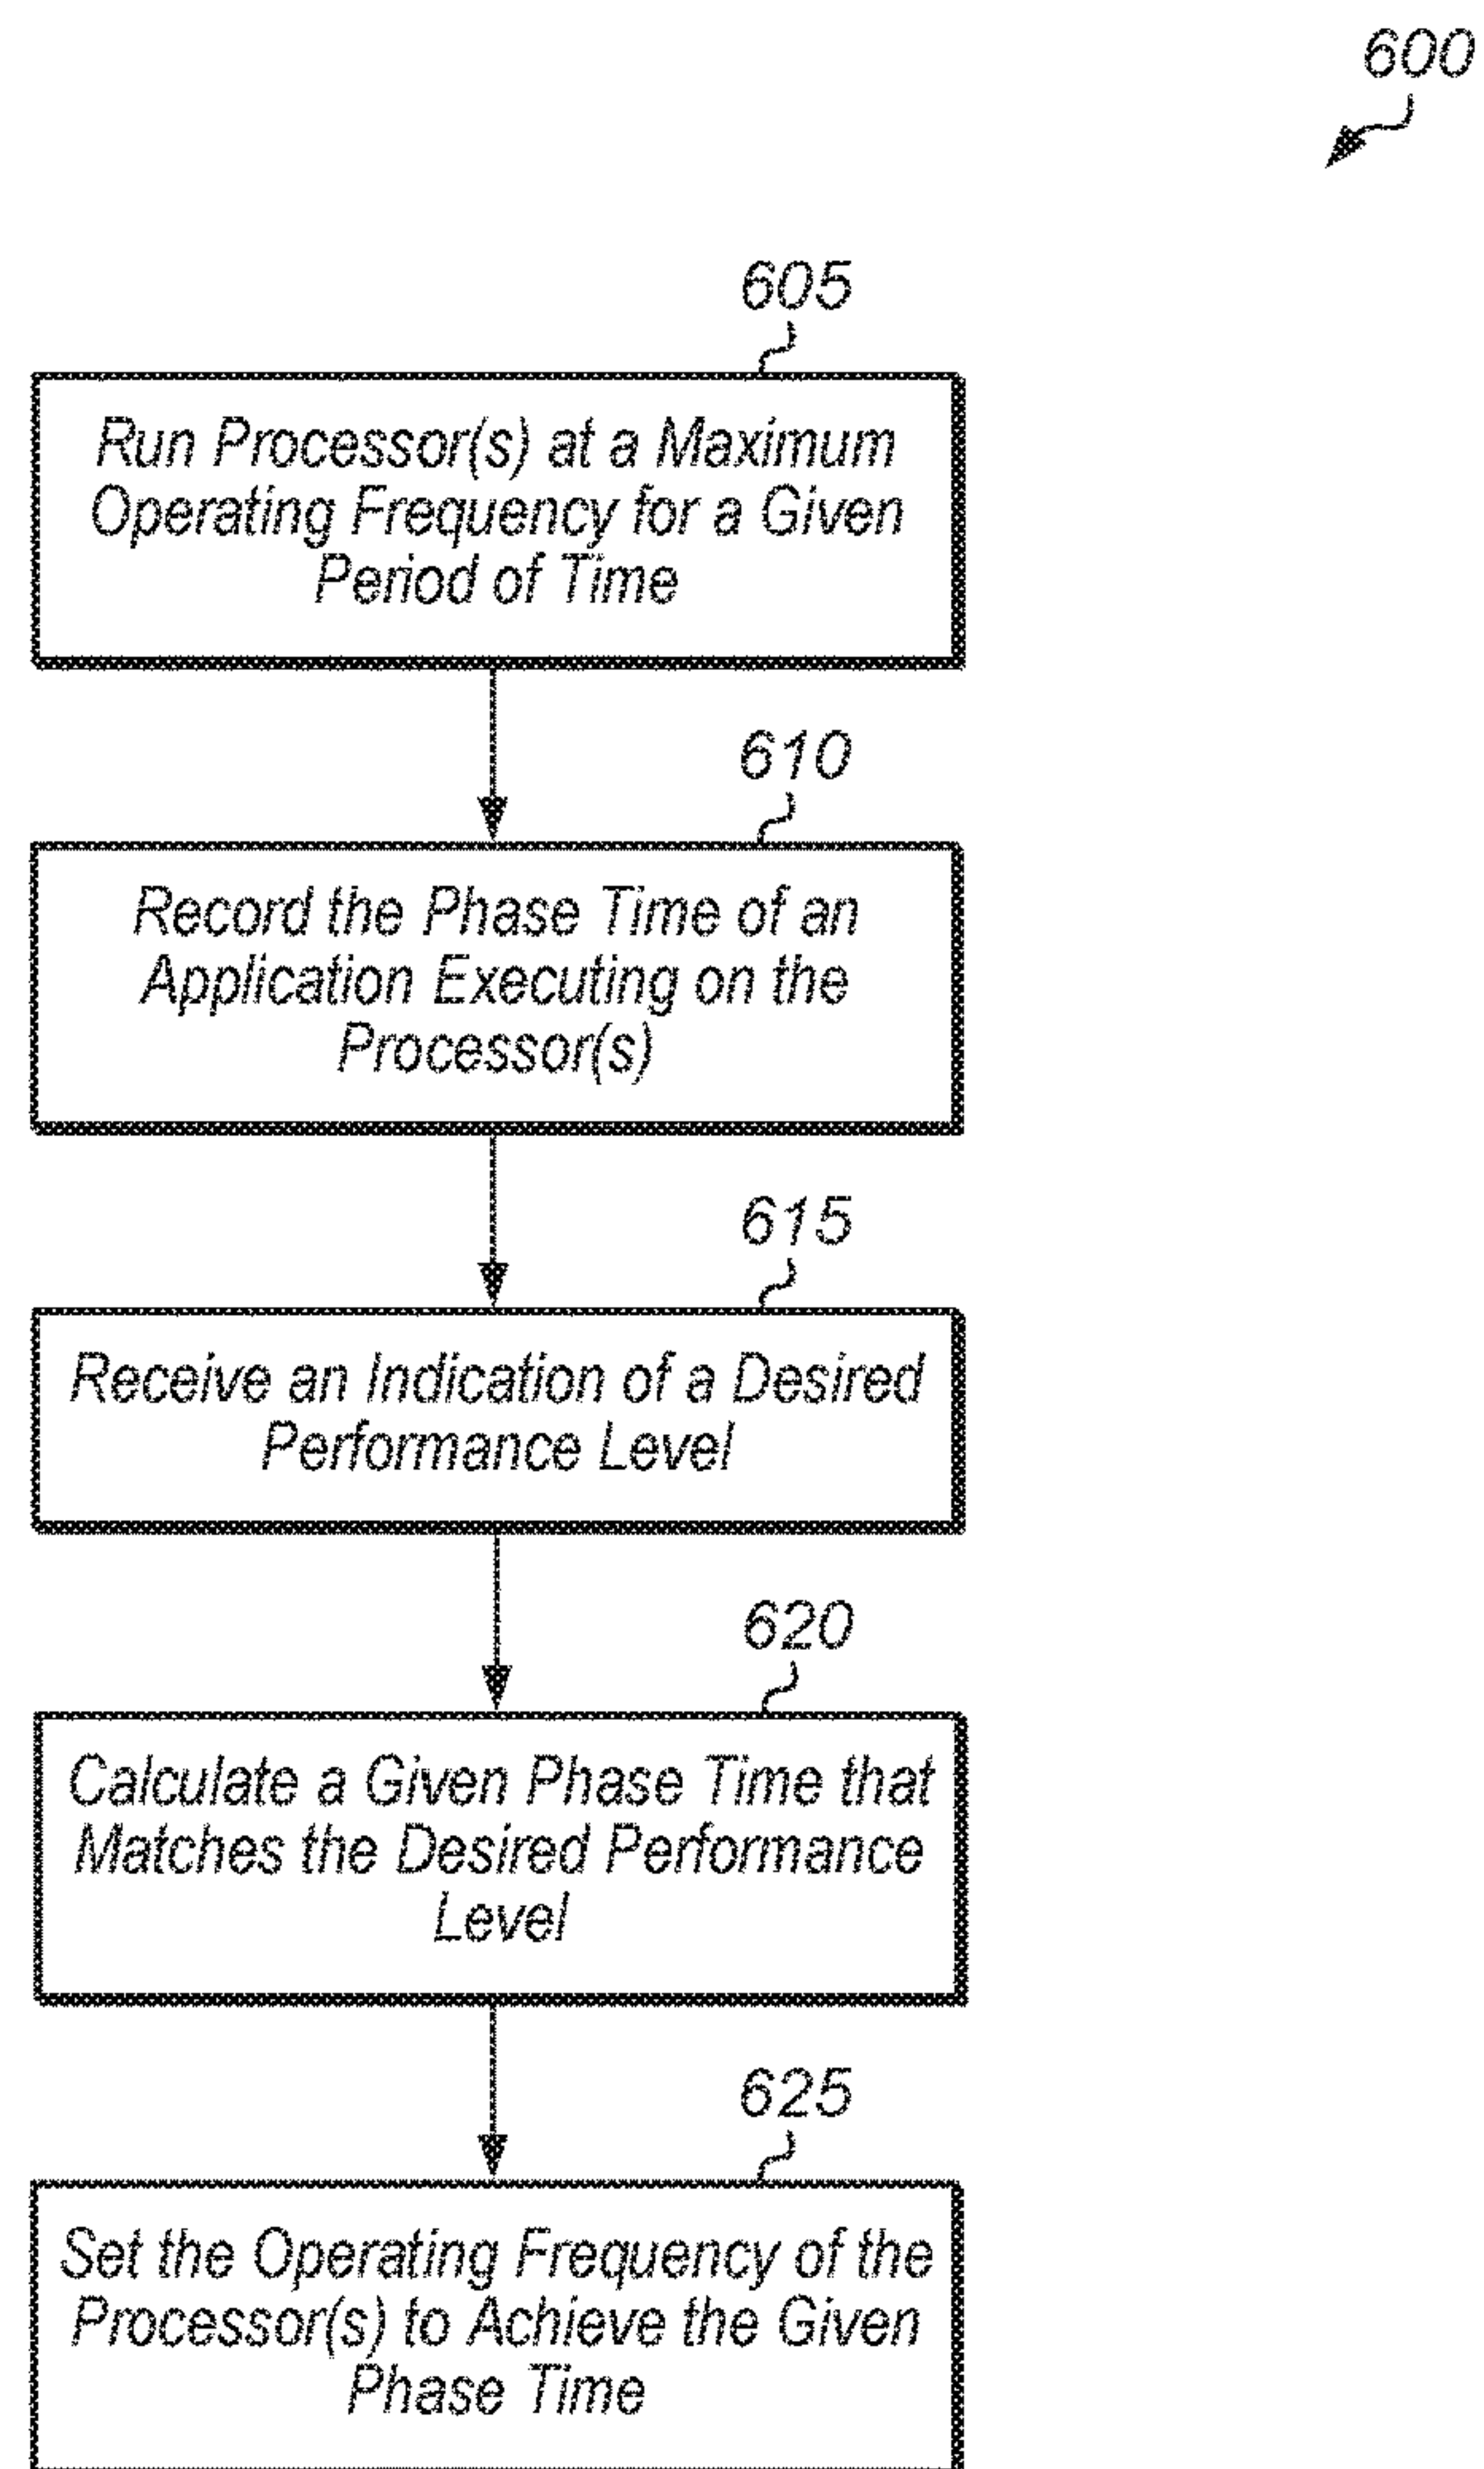 600
605
Run Processor(s) at a Maximum
Operating Frequency for a Given
Period of Time
610
Record the Phase Time of an
Application Executing on the
Processor(s)
615
Receive an Indication of a Desired
Performance Level
620
Calculate a Given Phase Time that
Matches the Desired Performance
Level
625
Set the Operating Frequency of the
Processor(s) to Achieve the Given
Phase Time